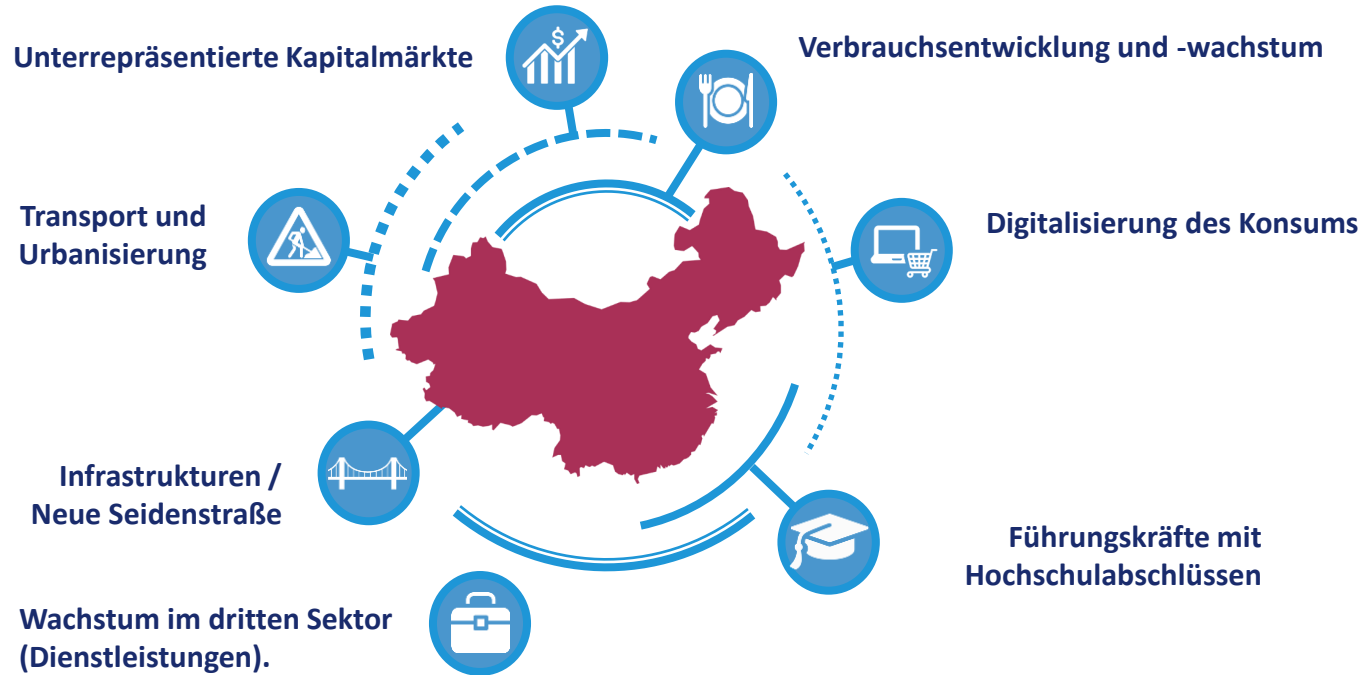 Unterrepräsentierte Kapitalmärkte
$
Verbrauchsentwicklung und -wachstum
Transport und
Urbanisierung
Digitalisierung des Konsums
Infrastrukturen /
Neue Seidenstraße
Führungskräfte mit
Hochschulabschlüssen
Wachstum im dritten Sektor
(Dienstleistungen).